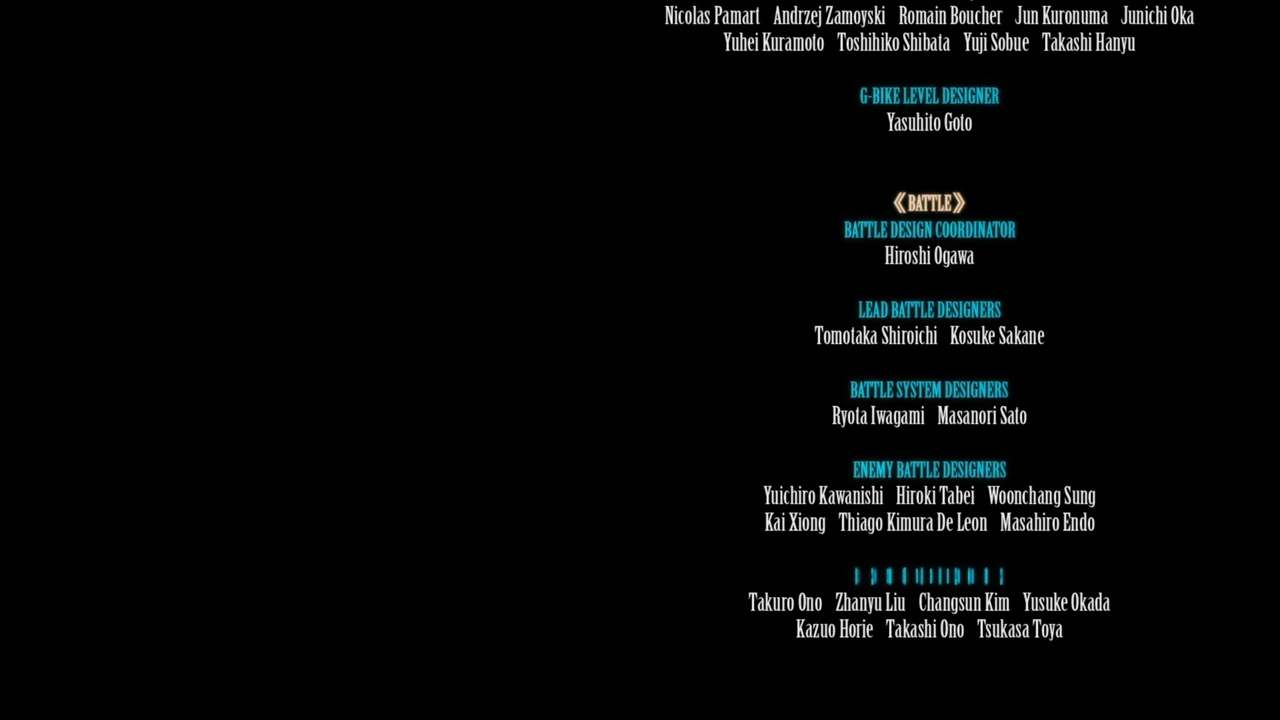 Nicolas Pamart Andrzej Zamoyski Romain Boucher Jun Kuronuma Junichi Oka
Yuhei Kuramoto Toshihiko Shibata Yuji Sobue Takashi Hanyu
G-BIKE LEVEL DESIGNER
Yasuhito Goto
《BATTLE》
BATTLE DESIGN COORDINATOR
Hiroshi Ogawa
LEAD BATTLE DESIGNERS
Tomotaka Shiroichi Kosuke Sakane
BATTLE SYSTEM DESIGNERS
Ryota Iwagami Masanori Sato
ENEMY BATTLE DESIGNERS
Yuichiro Kawanishi Hiroki Tabei Woonchang Sung
Kai Xiong Thiago Kimura De Leon Masahiro Endo
Takuro Ono Zhanyu Liu Changsun Kim Yusuke Okada
Kazuo Horie Takashi Ono Tsukasa Toya